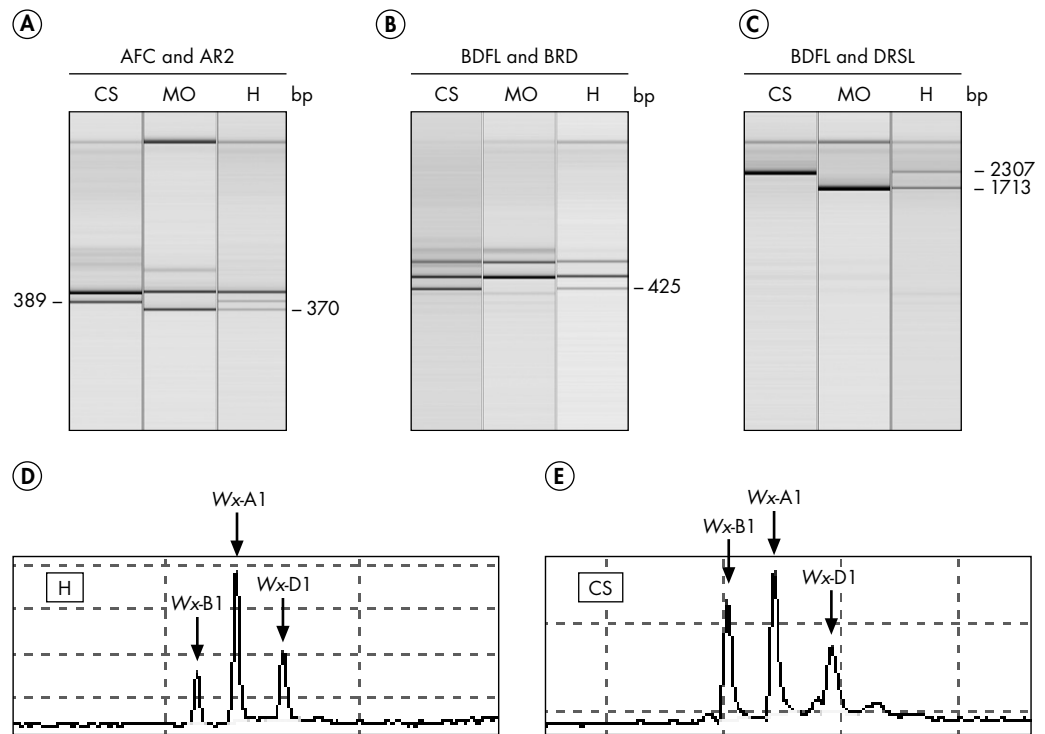 A
AFC and AR2
CS MO H bp
389 –
– 370
B
BDFL and BRD
CS MO H
– 425
C
BDFL and DRSL
CS MO H bp
– 2307
– 1713
D
Wx-A1
Wx-B1
Wx-D1
H
E
Wx-A1
Wx-B1
Wx-D1
CS